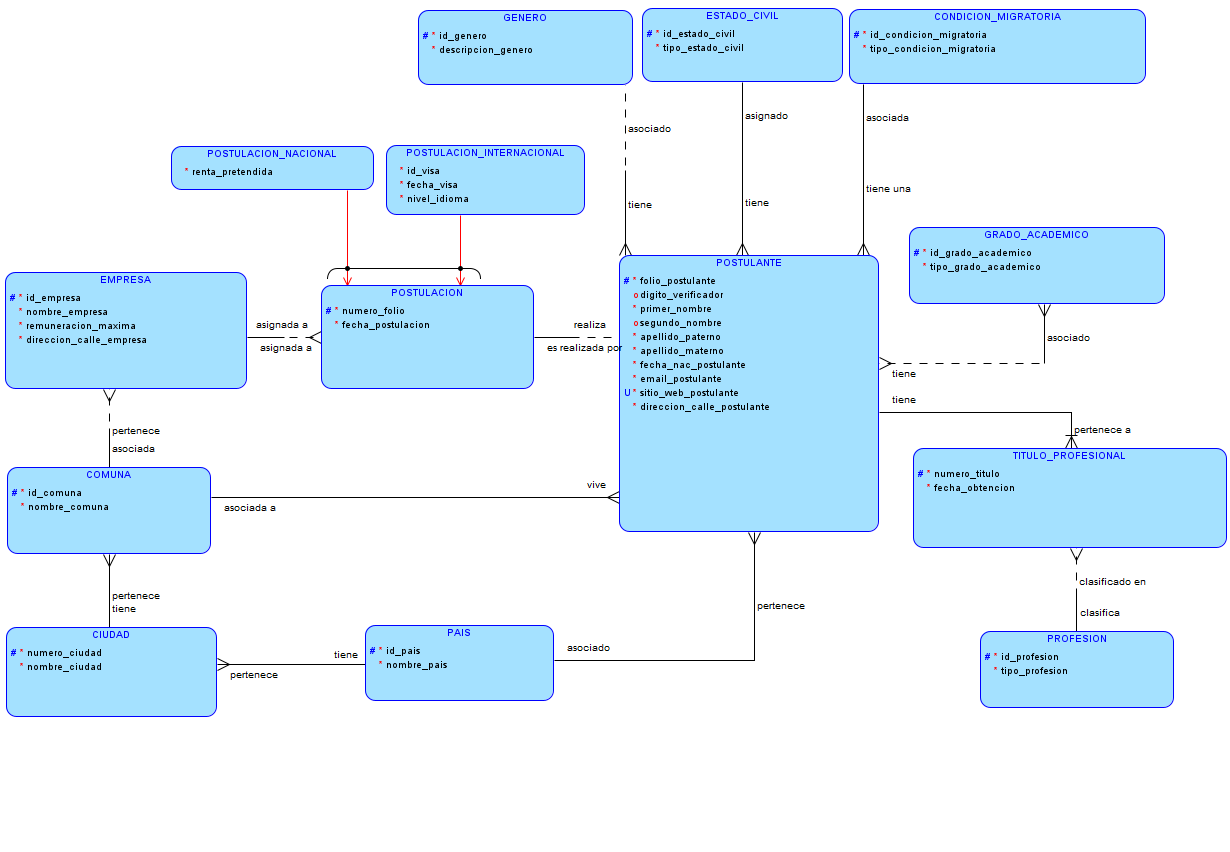 GENERO
# * id_genero
* descripcion_genero
ESTADO_CIVIL
# * id_estado_civil
* tipo_estado_civil
CONDICION_MIGRATORIA
# * id_condicion_migratoria
* tipo_condicion_migratoria
asociado
asignado
asociada
tiene
tiene
tiene una
POSTULACION_NACIONAL
* renta_pretendida
POSTULACION_INTERNACIONAL
* id_visa
* fecha_visa
* nivel_idioma
GRADO_ACADEMICO
# * id_grado_academico
* tipo_grado_academico
asociado
tiene
EMPRESA
# * id_empresa
* nombre_empresa
* remuneracion_maxima
* direccion_calle_empresa
asignada a
asignada a
POSTULACION
# * numero_folio
* fecha_postulacion
realiza
es realizada por
POSTULANTE
# * folio_postulante
o digito_verificador
* primer_nombre
o segundo_nombre
* apellido_paterno
* apellido_materno
* fecha_nac_postulante
* email_postulante
U * sitio_web_postulante
* direccion_calle_postulante
tiene
pertenece a
TITULO_PROFESIONAL
# * numero_titulo
* fecha_obtencion
pertenece
asociada
COMUNA
# * id_comuna
* nombre_comuna
vive
asociada a
clasificado en
clasifica
pertenece
tiene
pertenece
CIUDAD
# * numero_ciudad
* nombre_ciudad
tiene
pertenece
PAIS
# * id_pais
* nombre_pais
asociado
PROFESION
# * id_profesion
* tipo_profesion